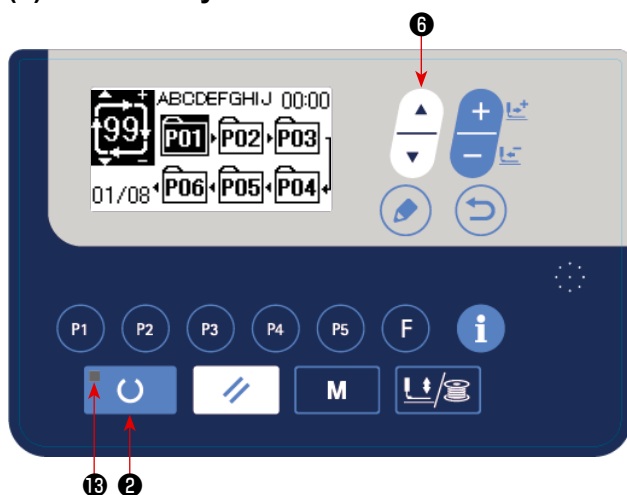 ❻
ABCDEFGHIJ 00:00
99
P01 P02 P03
01/08 P06 P05 P04
P1 P2 P3 P4 P5 F i
M
⓭ ❷